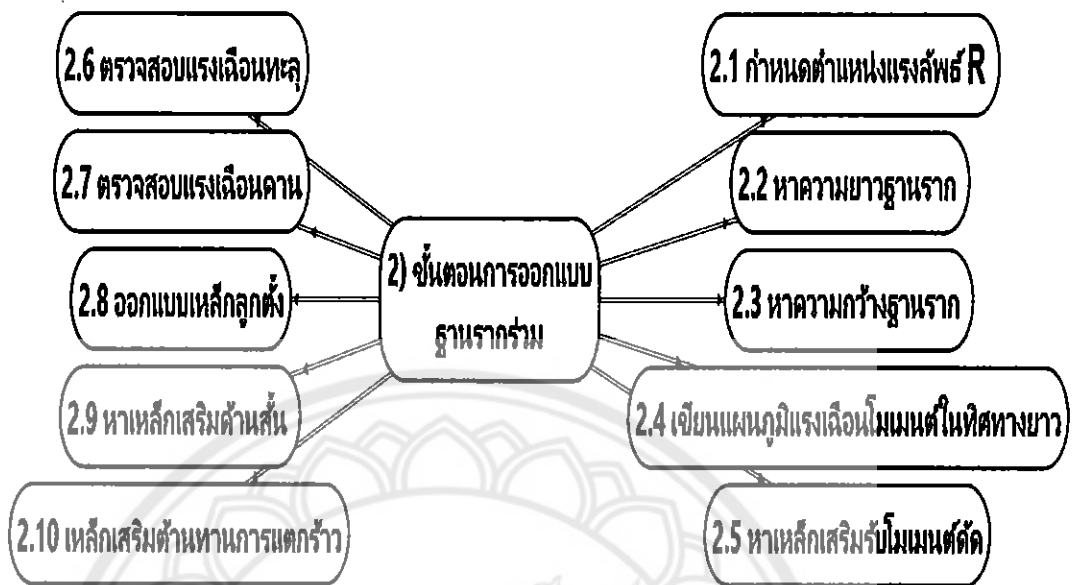 2) ขั้นตอนการออกแบบ
ฐานรากร่วม
2.1 กำหนดตำแหน่งแรงลัพธ์ R
2.2 หาความยาวฐานราก
2.3 หาความกว้างฐานราก
2.4 เขียนแผนภูมิแรงเฉือนโมเมนต์ในทิศทางยาว
2.5 หาเหล็กเสริมรับโมเมนต์ดัด
2.6 ตรวจสอบแรงเฉือนทะลุ
2.7 ตรวจสอบแรงเฉือนคาน
2.8 ออกแบบเหล็กลูกตั้ง
2.9 หาเหล็กเสริมด้านสั้น
2.10 เหล็กเสริมต้านทานการแตกร้าว